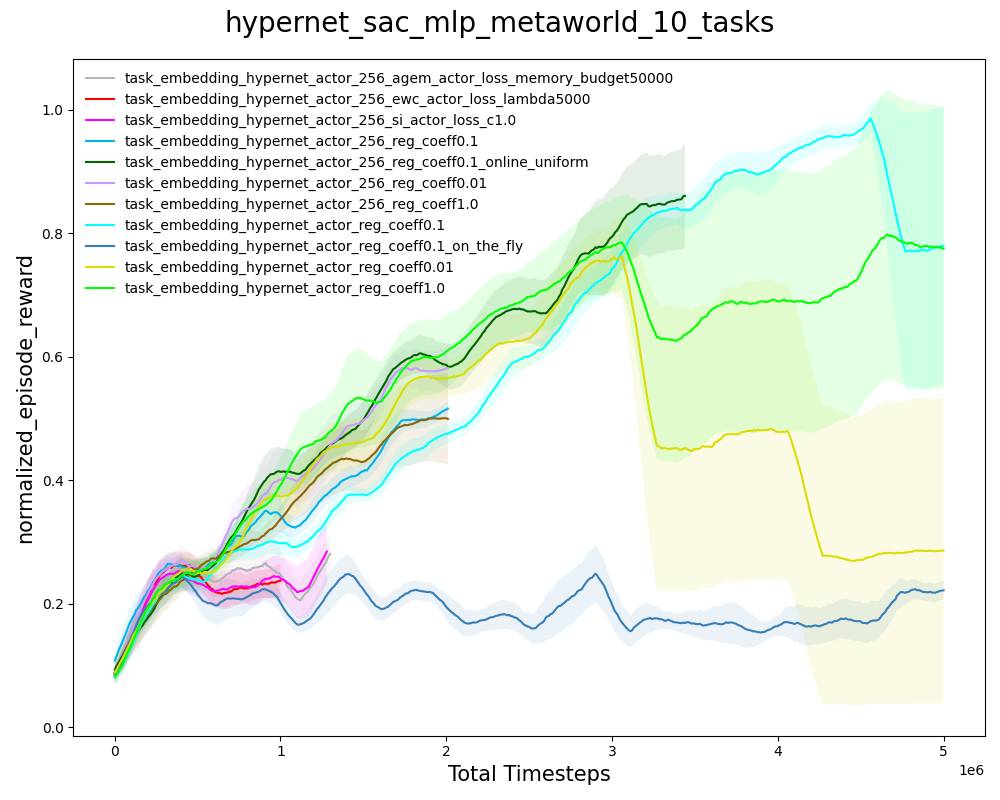 hypernet_sac_mlp_metaworld_10_tasks
task_embedding_hypernet_actor_256_agem_actor_loss_memory_budget50000
task_embedding_hypernet_actor_256_ewc_actor_loss_lambda5000
task_embedding_hypernet_actor_256_si_actor_loss_c1.0
task_embedding_hypernet_actor_256_reg_coeff0.1
task_embedding_hypernet_actor_256_reg_coeff0.1_online_uniform
task_embedding_hypernet_actor_256_reg_coeff0.01
task_embedding_hypernet_actor_256_reg_coeff1.0
task_embedding_hypernet_actor_reg_coeff0.1
task_embedding_hypernet_actor_reg_coeff0.1_on_the_fly
task_embedding_hypernet_actor_reg_coeff0.01
task_embedding_hypernet_actor_reg_coeff1.0
normalized_episode_reward
1.0
0.8
0.6
0.4
0.2
0.0
0 1 2 3 4 5
1e6
Total Timesteps